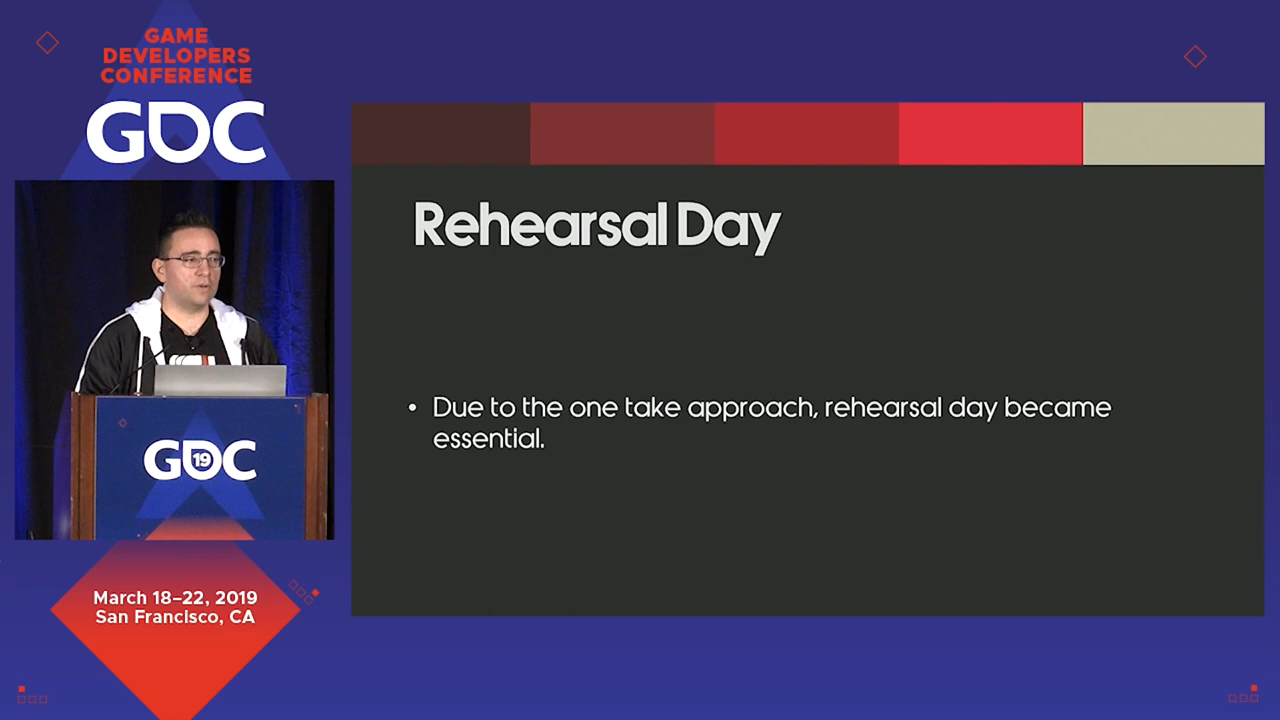 GAME
DEVELOPERS
CONFERENCE
GDC
Rehearsal Day
• Due to the one take approach, rehearsal day became
essential.
GDC
19
March 18–22, 2019
San Francisco, CA